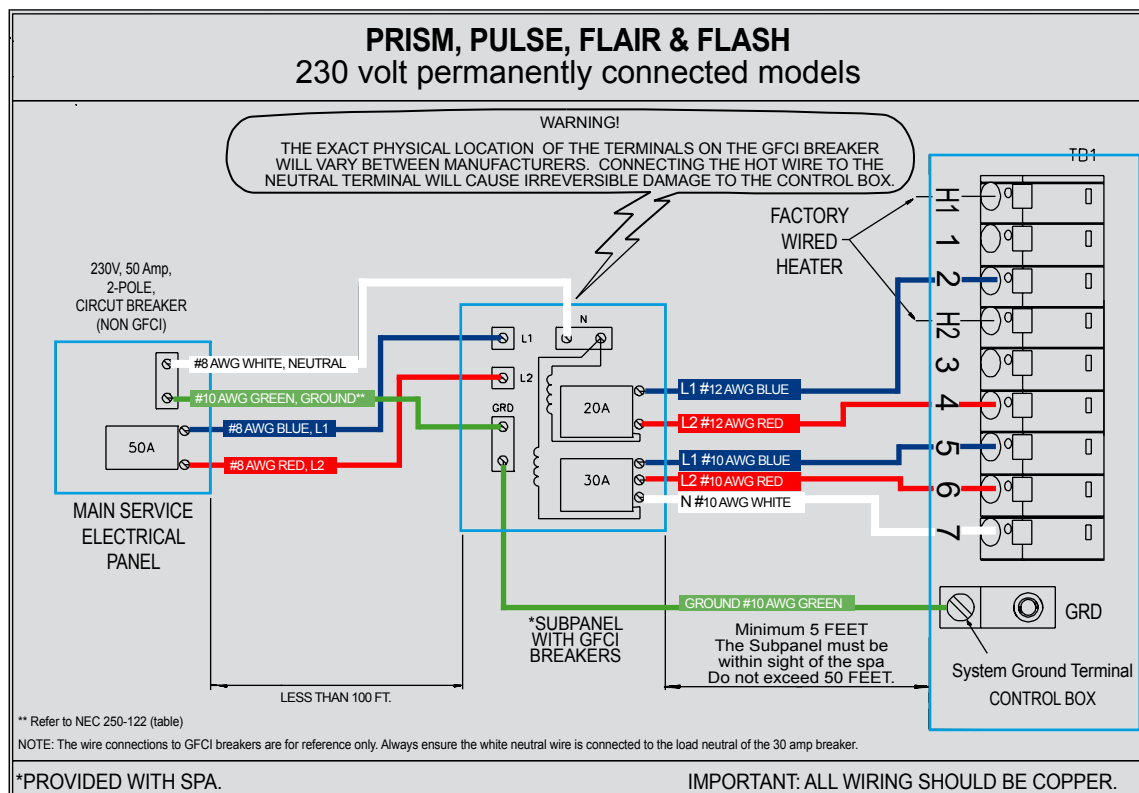 PRISM, PULSE, FLAIR & FLASH
230 volt permanently connected models
WARNING!
THE EXACT PHYSICAL LOCATION OF THE TERMINALS ON THE GFCI BREAKER
WILL VARY BETWEEN MANUFACTURERS. CONNECTING THE HOT WIRE TO THE
NEUTRAL TERMINAL WILL CAUSE IRREVERSIBLE DAMAGE TO THE CONTROL BOX.
TB1
H1
1
2
H2
3
4
5
6
7
FACTORY
WIRED
HEATER
230V, 50 Amp,
2-POLE,
CIRCUT BREAKER
(NON GFCI)
#8 AWG WHITE, NEUTRAL
#10 AWG GREEN, GROUND**
#8 AWG BLUE, L1
#8 AWG RED, L2
50A
MAIN SERVICE
ELECTRICAL
PANEL
N
L1
L2
GRD
20A
30A
L1 #12 AWG BLUE
L2 #12 AWG RED
L1 #10 AWG BLUE
L2 #10 AWG RED
N #10 AWG WHITE
GROUND #10 AWG GREEN
GRD
*SUBPANEL
WITH GFCI
BREAKERS
Minimum 5 FEET
The Subpanel must be
within sight of the spa
Do not exceed 50 FEET.
System Ground Terminal
CONTROL BOX
LESS THAN 100 FT.
** Refer to NEC 250-122 (table)
NOTE: The wire connections to GFCI breakers are for reference only. Always ensure the white neutral wire is connected to the load neutral of the 30 amp breaker.
*PROVIDED WITH SPA.
IMPORTANT: ALL WIRING SHOULD BE COPPER.